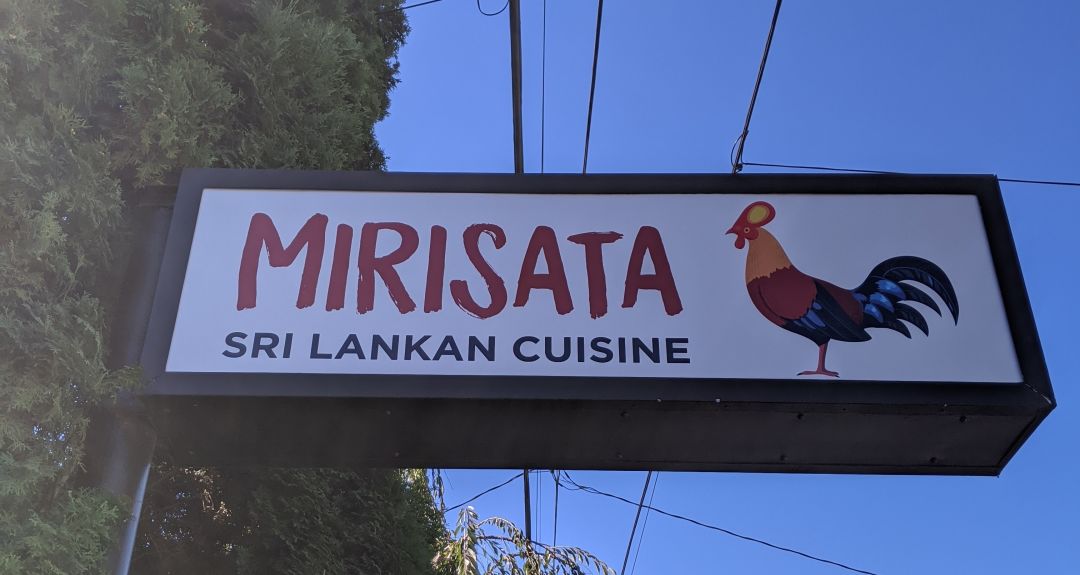 MIRISATA
SRI LANKAN CUISINE